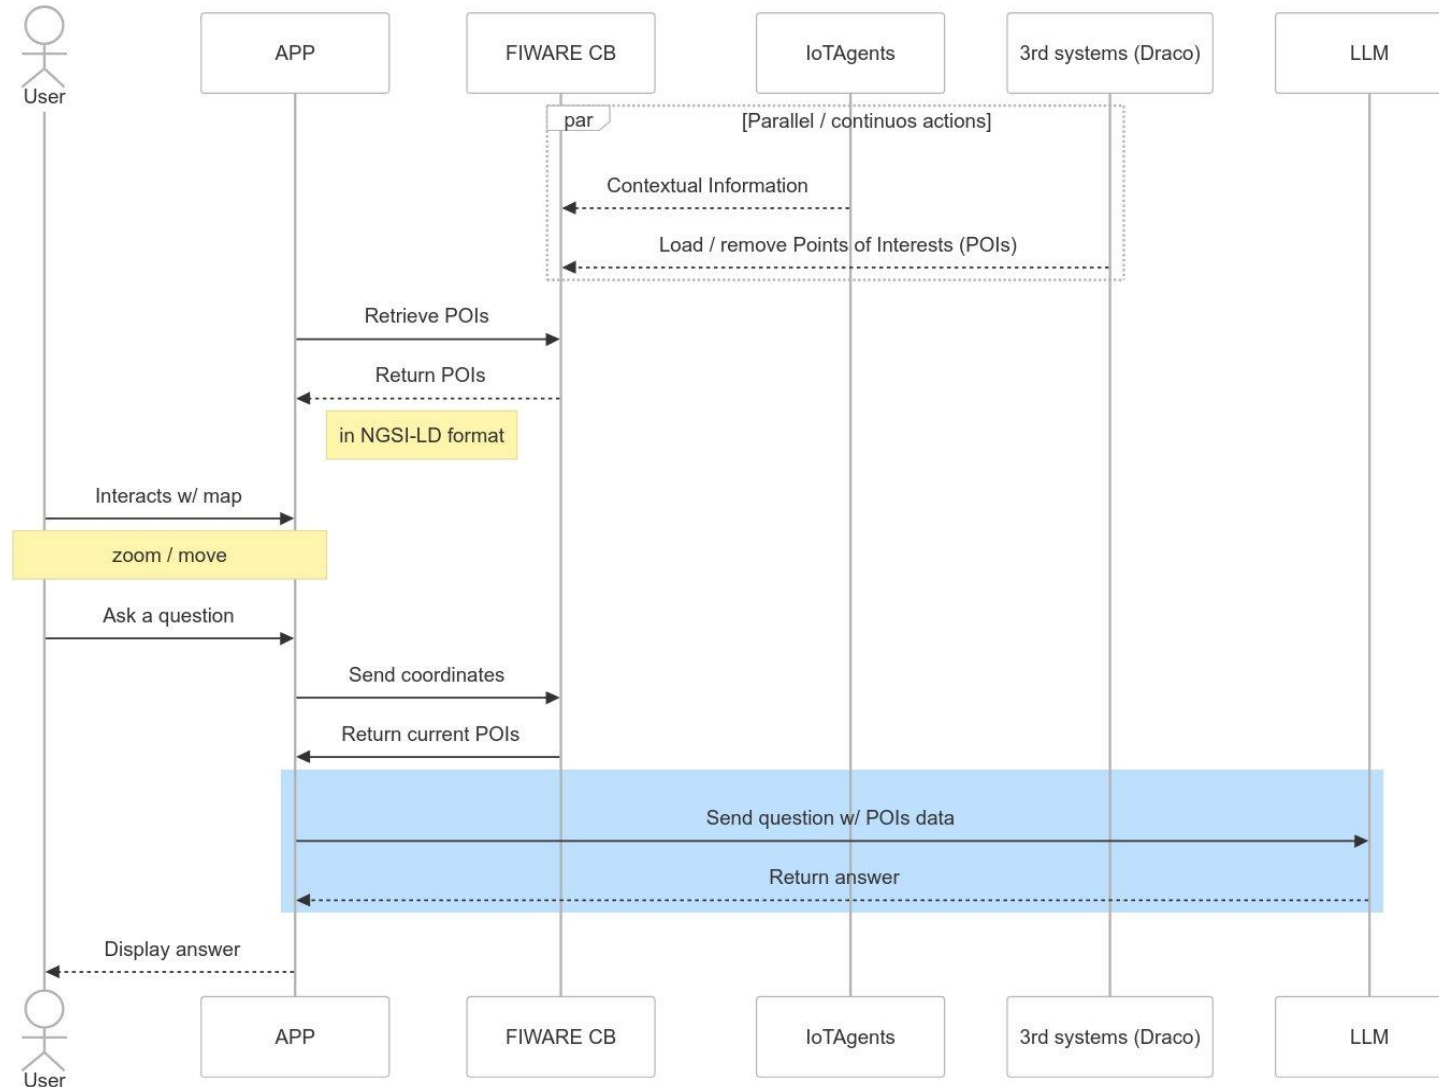 APP
FIWARE CB
IoTAgents
3rd systems (Draco)
LLM
User
par
[Parallel / continuos actions]
Contextual Information
Load / remove Points of Interests (POIs)
Retrieve POIs
Return POIs
in NGSI-LD format
Interacts w/ map
zoom / move
Ask a question
Send coordinates
Return current POIs
Send question w/ POIs data
Return answer
Display answer
APP
FIWARE CB
IoTAgents
3rd systems (Draco)
LLM
User